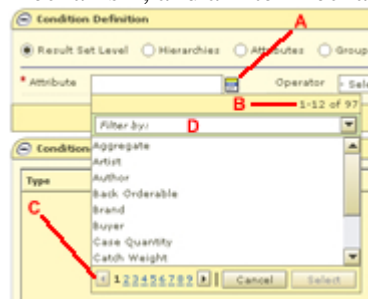 Condition Definition
A
Result Set Level Hierarchies Attributes Group
* Attribute Operator - Sel
B 1-12 of 97
Filter by: D
Aggregate
Artist
Author
Back Orderable
Brand
Buyer
Case Quantity
Catch Weight
Condition
Type
C
1 2 3 4 5 6 7 8 9 Cancel Select